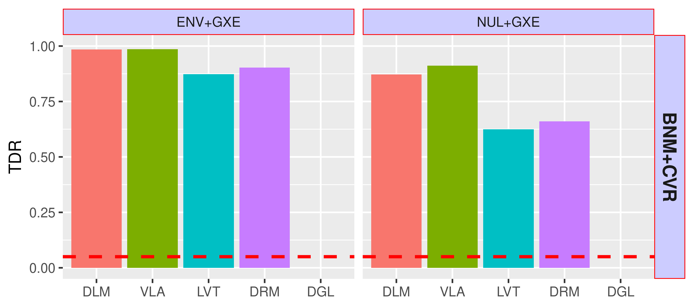 ENV+GXE
NUL+GXE
TDR
1.00
0.75
0.50
0.25
0.00
BNM+CVR
DLM VLA LVT DRM DGL
DLM VLA LVT DRM DGL